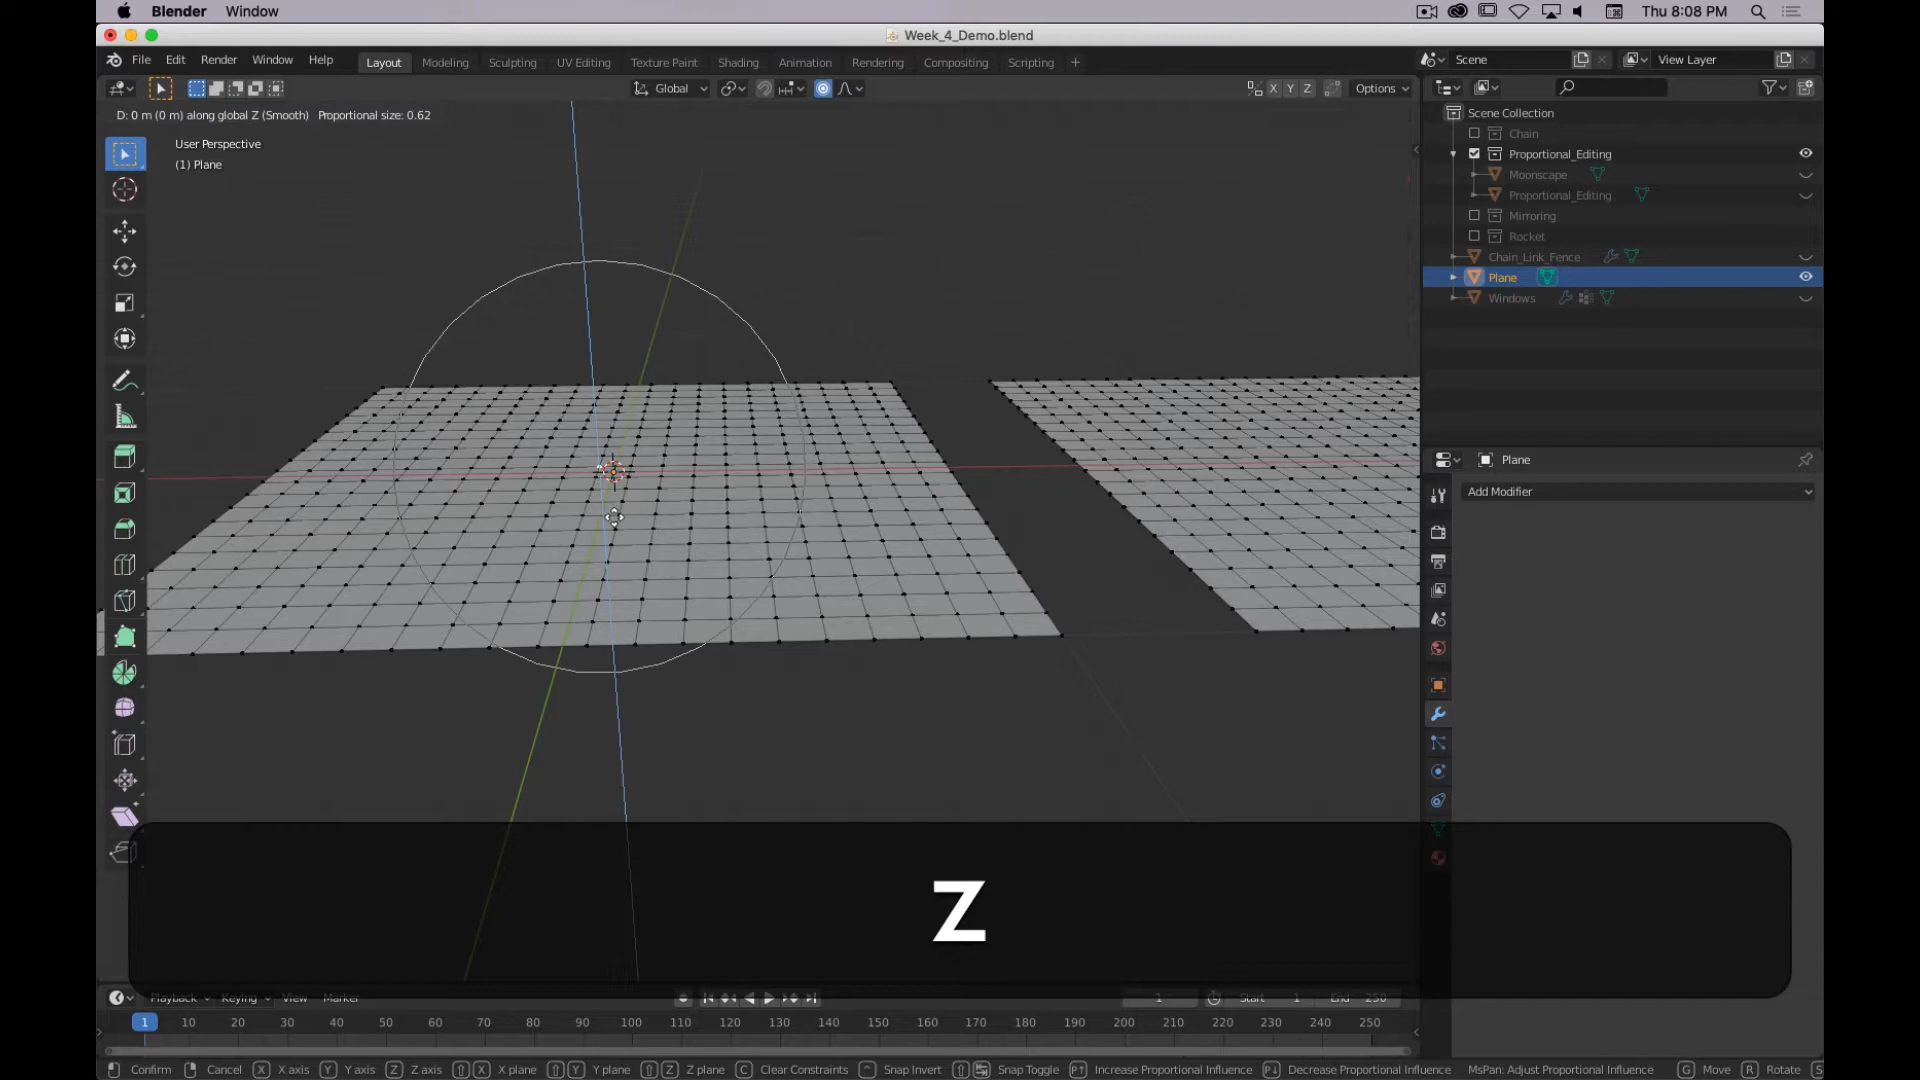 Blender Window Thu 8:08 PM
Week_4_Demo.blend
File Edit Render Window Help Layout Modeling Sculpting UV Editing Texture Paint Shading Animation Rendering Compositing Scripting + Scene View Layer
Global X Y Z Options
D: 0 m (0 m) along global Z (Smooth) Proportional size: 0.62
User Perspective
(1) Plane
Scene Collection
Chain
Proportional_Editing
Moonscape
Proportional_Editing
Mirroring
Rocket
Chain_Link_Fence
Plane
Windows
Plane
Add Modifier
Z
Playback Keying View Marker 1 Start 1 End 250
1 10 20 30 40 50 60 70 80 90 100 110 120 130 140 150 160 170 180 190 200 210 220 230 240 250
Confirm Cancel X X axis Y Y axis Z Z axis X X plane Y Y plane Z Z plane C Clear Constraints Snap Invert Snap Toggle Increase Proportional Influence Decrease Proportional Influence MsPan: Adjust Proportional Influence G Move R Rotate S